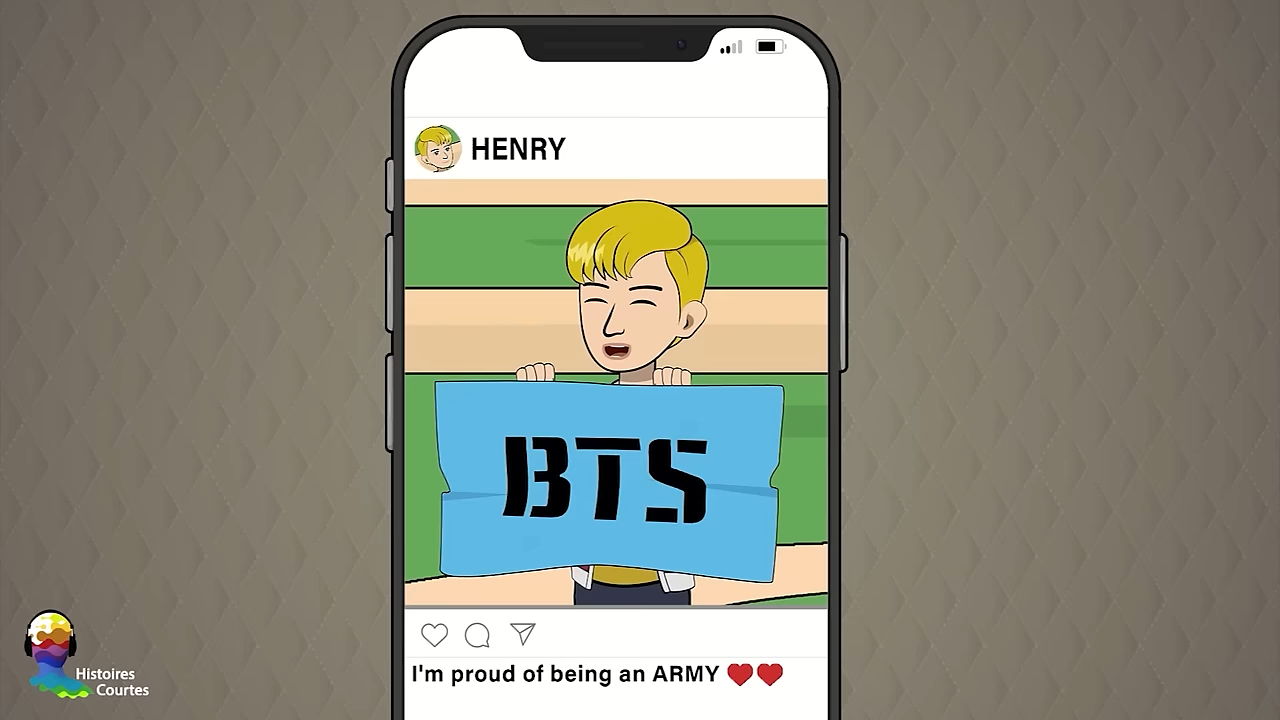 HENRY
BTS
I'm proud of being an ARMY ❤️❤️
Histoires
Courtes